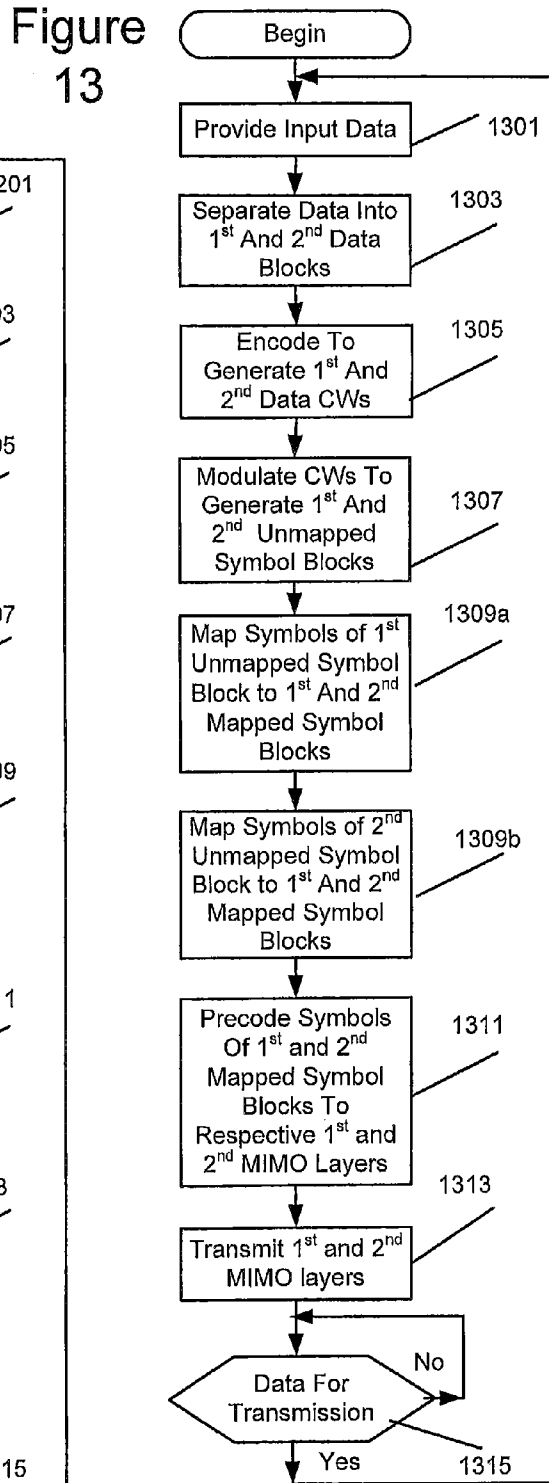 Figure
13
Begin
Provide Input Data
1301
Separate Data Into
1st And 2nd Data
Blocks
1303
Encode To
Generate 1st And
2nd Data CWs
1305
Modulate CWs To
Generate 1st And
2nd Unmapped
Symbol Blocks
1307
Map Symbols of 1st
Unmapped Symbol
Block to 1st And 2nd
Mapped Symbol
Blocks
1309a
Map Symbols of 2nd
Unmapped Symbol
Block to 1st And 2nd
Mapped Symbol
Blocks
1309b
Precode Symbols
Of 1st and 2nd
Mapped Symbol
Blocks To
Respective 1st and
2nd MIMO Layers
1311
Transmit 1st and 2nd
MIMO layers
1313
No
Data For
Transmission
Yes
1315
201